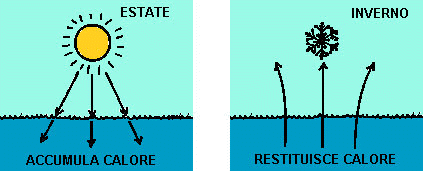 ESTATE
ACCUMULA CALORE
INVERNO
RESTITUISCE CALORE